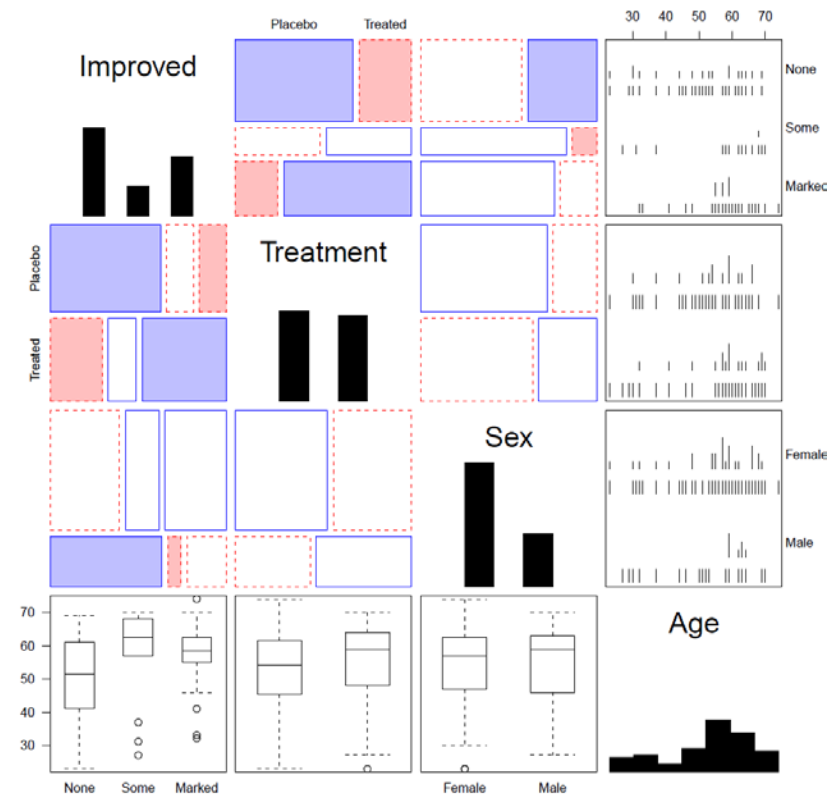 Placebo Treated
30 40 50 60 70
Improved
None
Some
Marked
Placebo
Treatment
Treated
Sex
Female
Male
70
60
50
40
30
Age
None Some Marked
Female Male